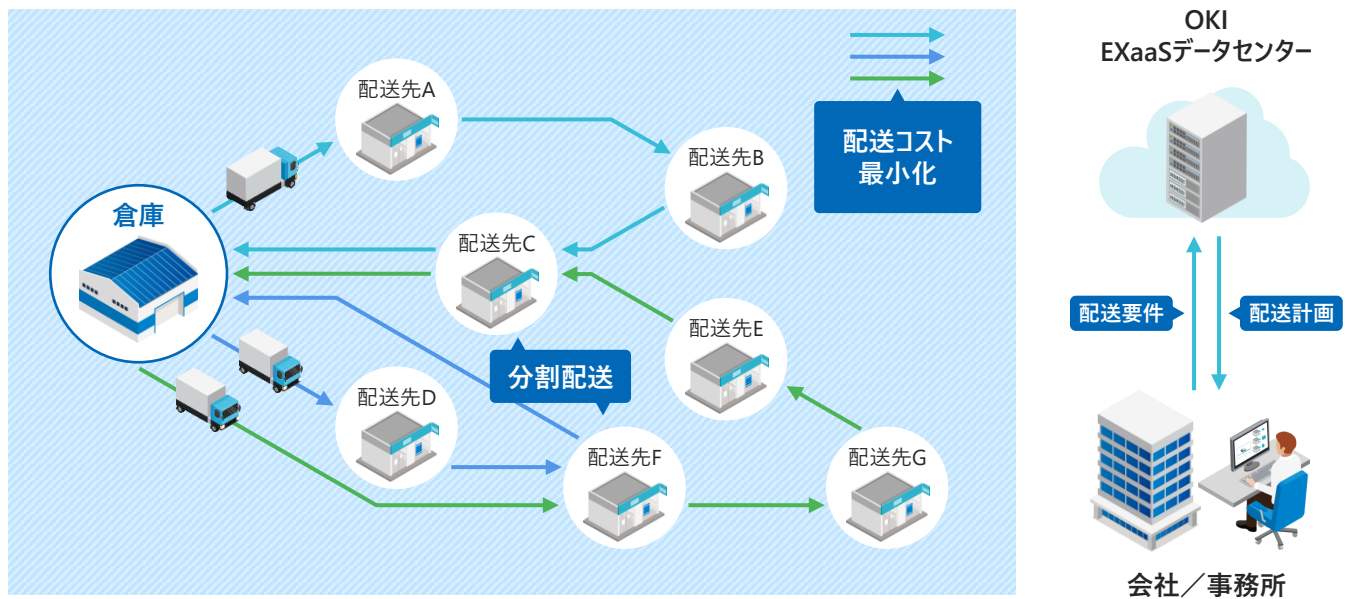 配送先A
配送先B
配送コスト
最小化
倉庫
配送先C
配送先E
分割配送
配送先D
配送先F
配送先G
OKI
EXaaSデータセンター
配送要件
配送計画
会社／事務所